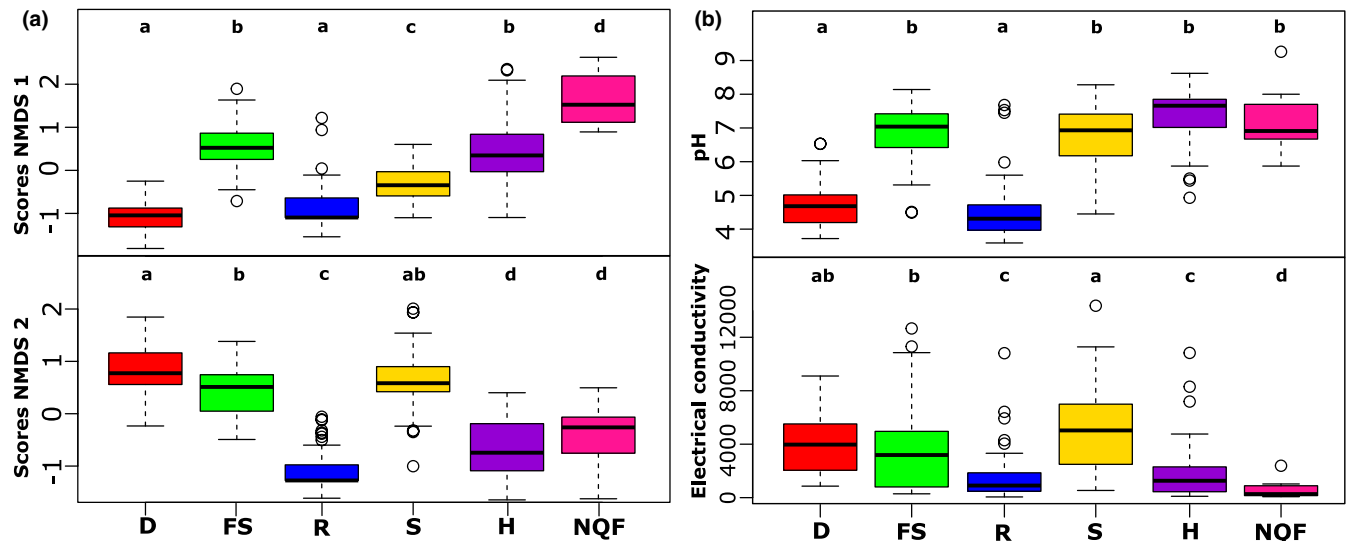 (a)
a b a c b d
Scores NMDS 1
2
1
0
-1
a b c ab d d
Scores NMDS 2
2
1
0
-1
D FS R S H NQF
(b)
a b a b b b
pH
9
8
7
6
5
4
ab b c a c d
Electrical conductivity
12000
8000
4000
0
D FS R S H NQF